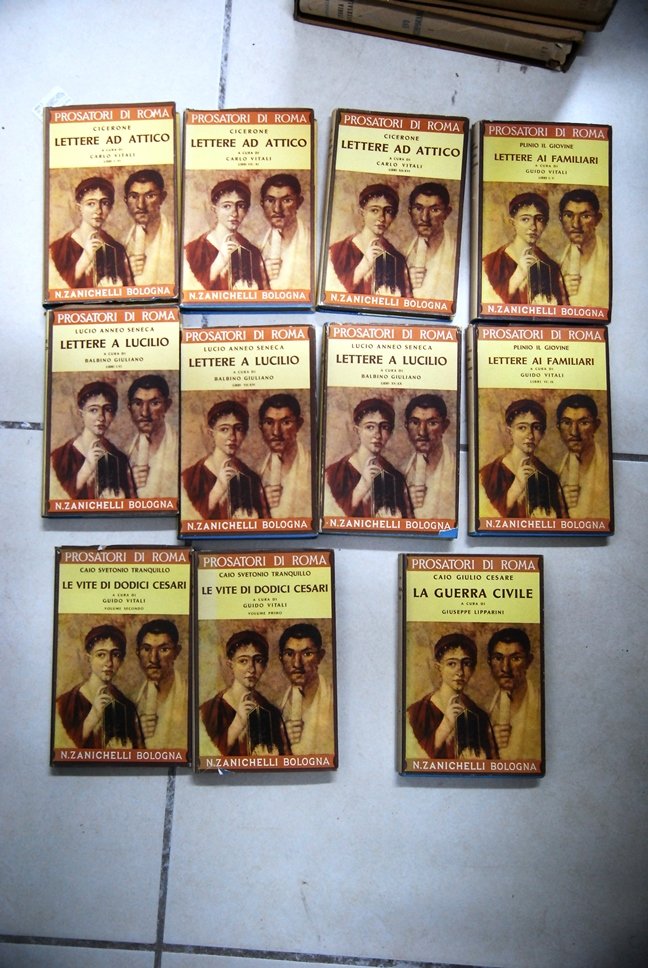 PROSATORI DI ROMA
CICERONE
LETTERE AD ATTICO
A CURA DI
CARLO VITALI
N. ZANICHELLI BOLOGNA
PROSATORI DI ROMA
CICERONE
LETTERE AD ATTICO
A CURA DI
CARLO VITALI
N. ZANICHELLI BOLOGNA
PROSATORI DI ROMA
CICERONE
LETTERE AD ATTICO
A CURA DI
CARLO VITALI
N. ZANICHELLI BOLOGNA
PROSATORI DI ROMA
PLINIO IL GIOVINE
LETTERE AI FAMILIARI
A CURA DI
GUIDO VITALI
N. ZANICHELLI BOLOGNA
PROSATORI DI ROMA
LUCIO ANNEO SENECA
LETTERE A LUCILIO
A CURA DI
BALBINO GIULIANO
N. ZANICHELLI BOLOGNA
PROSATORI DI ROMA
LUCIO ANNEO SENECA
LETTERE A LUCILIO
A CURA DI
BALBINO GIULIANO
N. ZANICHELLI BOLOGNA
PROSATORI DI ROMA
LUCIO ANNEO SENECA
LETTERE A LUCILIO
A CURA DI
BALBINO GIULIANO
N. ZANICHELLI BOLOGNA
PROSATORI DI ROMA
PLINIO IL GIOVINE
LETTERE AI FAMILIARI
A CURA DI
GUIDO VITALI
N. ZANICHELLI BOLOGNA
PROSATORI DI ROMA
CAIO SVETONIO TRANQUILLO
LE VITE DI DODICI CESARI
A CURA DI
GUIDO VITALI
VOLUME SECONDO
N. ZANICHELLI BOLOGNA
PROSATORI DI ROMA
CAIO SVETONIO TRANQUILLO
LE VITE DI DODICI CESARI
A CURA DI
GUIDO VITALI
VOLUME PRIMO
N. ZANICHELLI BOLOGNA
PROSATORI DI ROMA
CAIO GIULIO CESARE
LA GUERRA CIVILE
A CURA DI
GIUSEPPE LIPPARINI
N. ZANICHELLI BOLOGNA